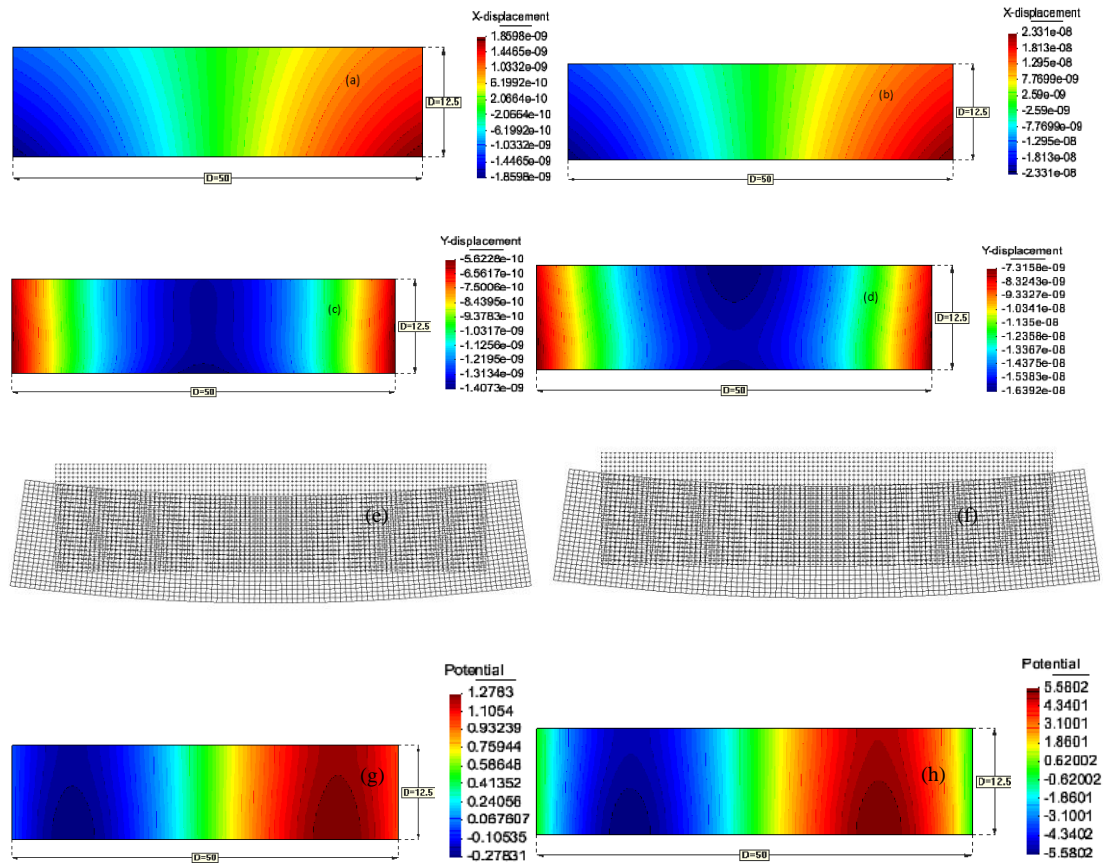 X-displacement
1.8598e-09
1.4465e-09
1.0332e-09
6.1992e-10
2.0664e-10
-2.0664e-10
-6.1992e-10
-1.0332e-09
-1.4465e-09
-1.8598e-09
(a)
D=12.5
D=50
X-displacement
2.331e-08
1.813e-08
1.295e-08
7.7699e-09
2.59e-09
-2.59e-09
-7.7699e-09
-1.295e-08
-1.813e-08
-2.331e-08
(b)
D=12.5
D=50
Y-displacement
-5.6228e-10
-6.5617e-10
-7.5006e-10
-8.4395e-10
-9.3783e-10
-1.0317e-09
-1.1256e-09
-1.2195e-09
-1.3134e-09
-1.4073e-09
(c)
D=12.5
D=50
Y-displacement
-7.3158e-09
-8.3243e-09
-9.3327e-09
-1.0341e-08
-1.135e-08
-1.2358e-08
-1.3367e-08
-1.4375e-08
-1.5383e-08
-1.6392e-08
(d)
D=12.5
D=50
(e)
(f)
Potential
1.2783
1.1054
0.93239
0.75944
0.58648
0.41352
0.24056
0.067607
-0.10535
-0.27831
(g)
D=12.5
D=50
Potential
5.5802
4.3401
3.1001
1.8601
0.62002
-0.62002
-1.8601
-3.1001
-4.3402
-5.5802
(h)
D=12.5
D=50